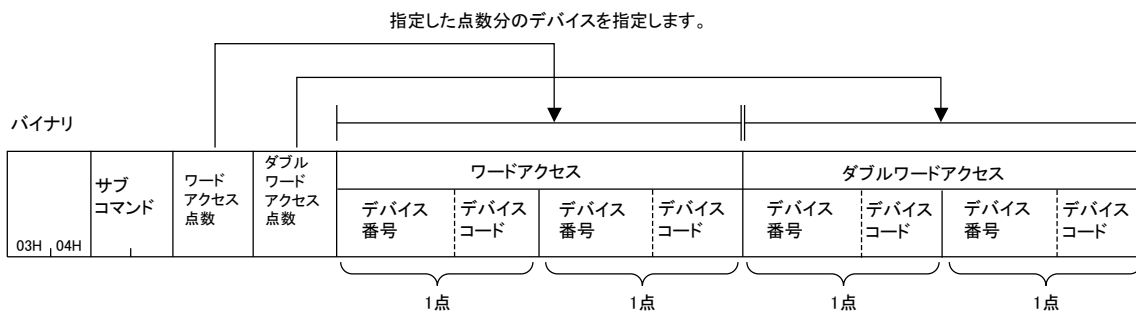 指定した点数分のデバイスを指定します。
バイナリ
03H 04H
サブ
コマンド
ワード
アクセス
点数
ダブル
ワード
アクセス
点数
ワードアクセス
ダブルワードアクセス
デバイス
番号
デバイス
コード
デバイス
番号
デバイス
コード
デバイス
番号
デバイス
コード
デバイス
番号
デバイス
コード
1点
1点
1点
1点